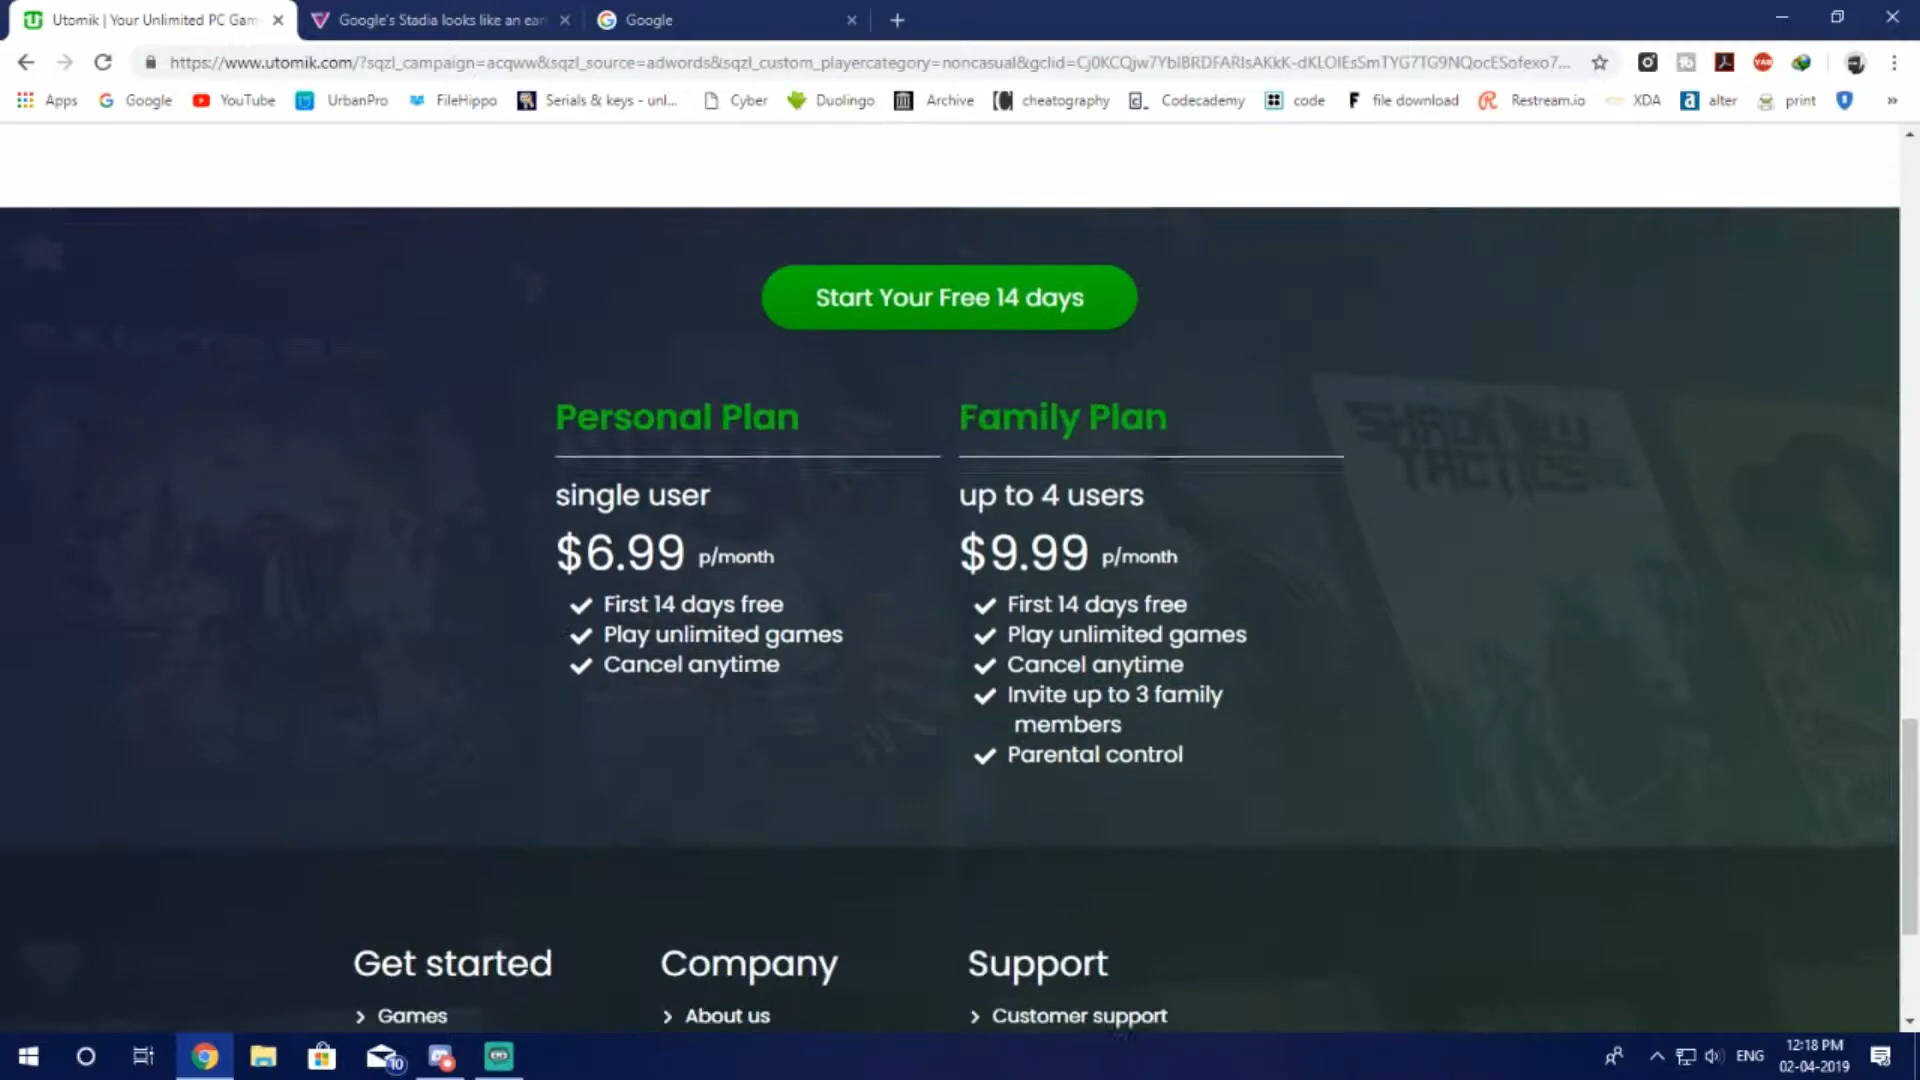 Utomik | Your Unlimited PC Gam
Google's Stadia looks like an ear
Google
https://www.utomik.com/?sqzl_campaign=acqww&sqzl_source=adwords&sqzl_custom_playercategory=noncasual&gclid=
Apps
Google
YouTube
UrbanPro
FileHippo
Serials & keys - unl...
Cyber
Duolingo
Archive
cheatography
Codecademy
code
file download
Restream.io
XDA
alter
print
Start Your Free 14 days
Personal Plan
single user
$6.99 p/month
First 14 days free
Play unlimited games
Cancel anytime
Family Plan
up to 4 users
$9.99 p/month
First 14 days free
Play unlimited games
Cancel anytime
Invite up to 3 family
members
Parental control
SHADOW
TACTICS
Get started
Games
Company
About us
Support
Customer support
10
ENG
12:18 PM
02-04-2019